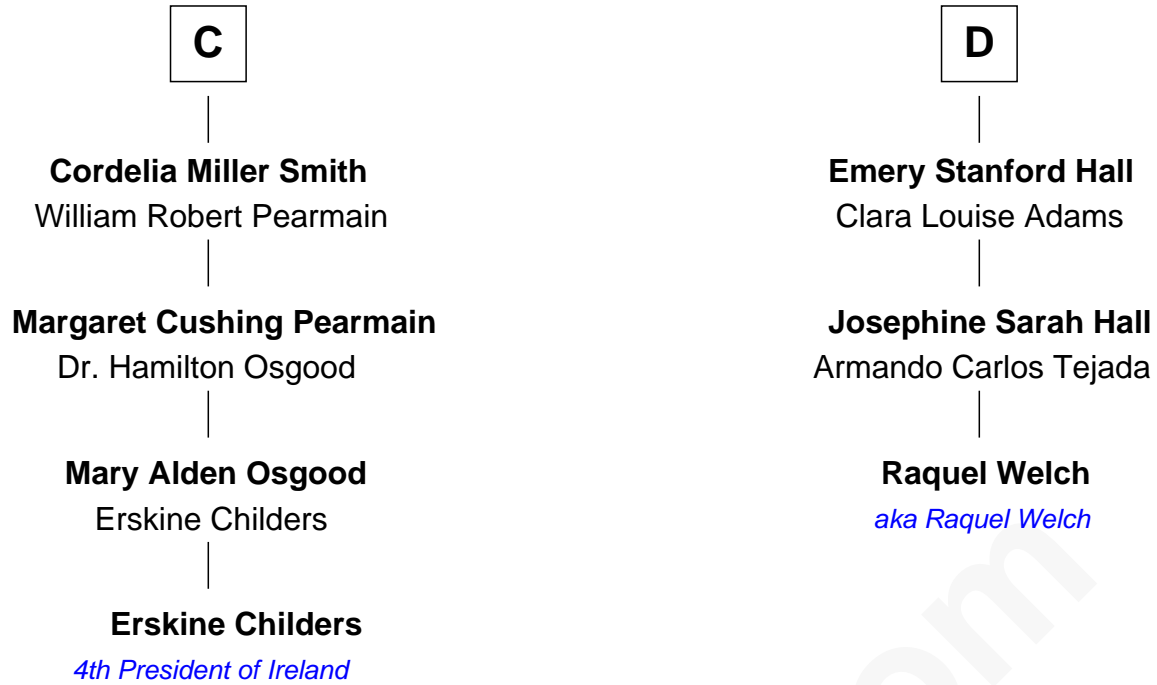 C
Cordelia Miller Smith
William Robert Pearmain
Margaret Cushing Pearmain
Dr. Hamilton Osgood
Mary Alden Osgood
Erskine Childers
Erskine Childers
4th President of Ireland
D
Emery Stanford Hall
Clara Louise Adams
Josephine Sarah Hall
Armando Carlos Tejada
Raquel Welch
aka Raquel Welch
om